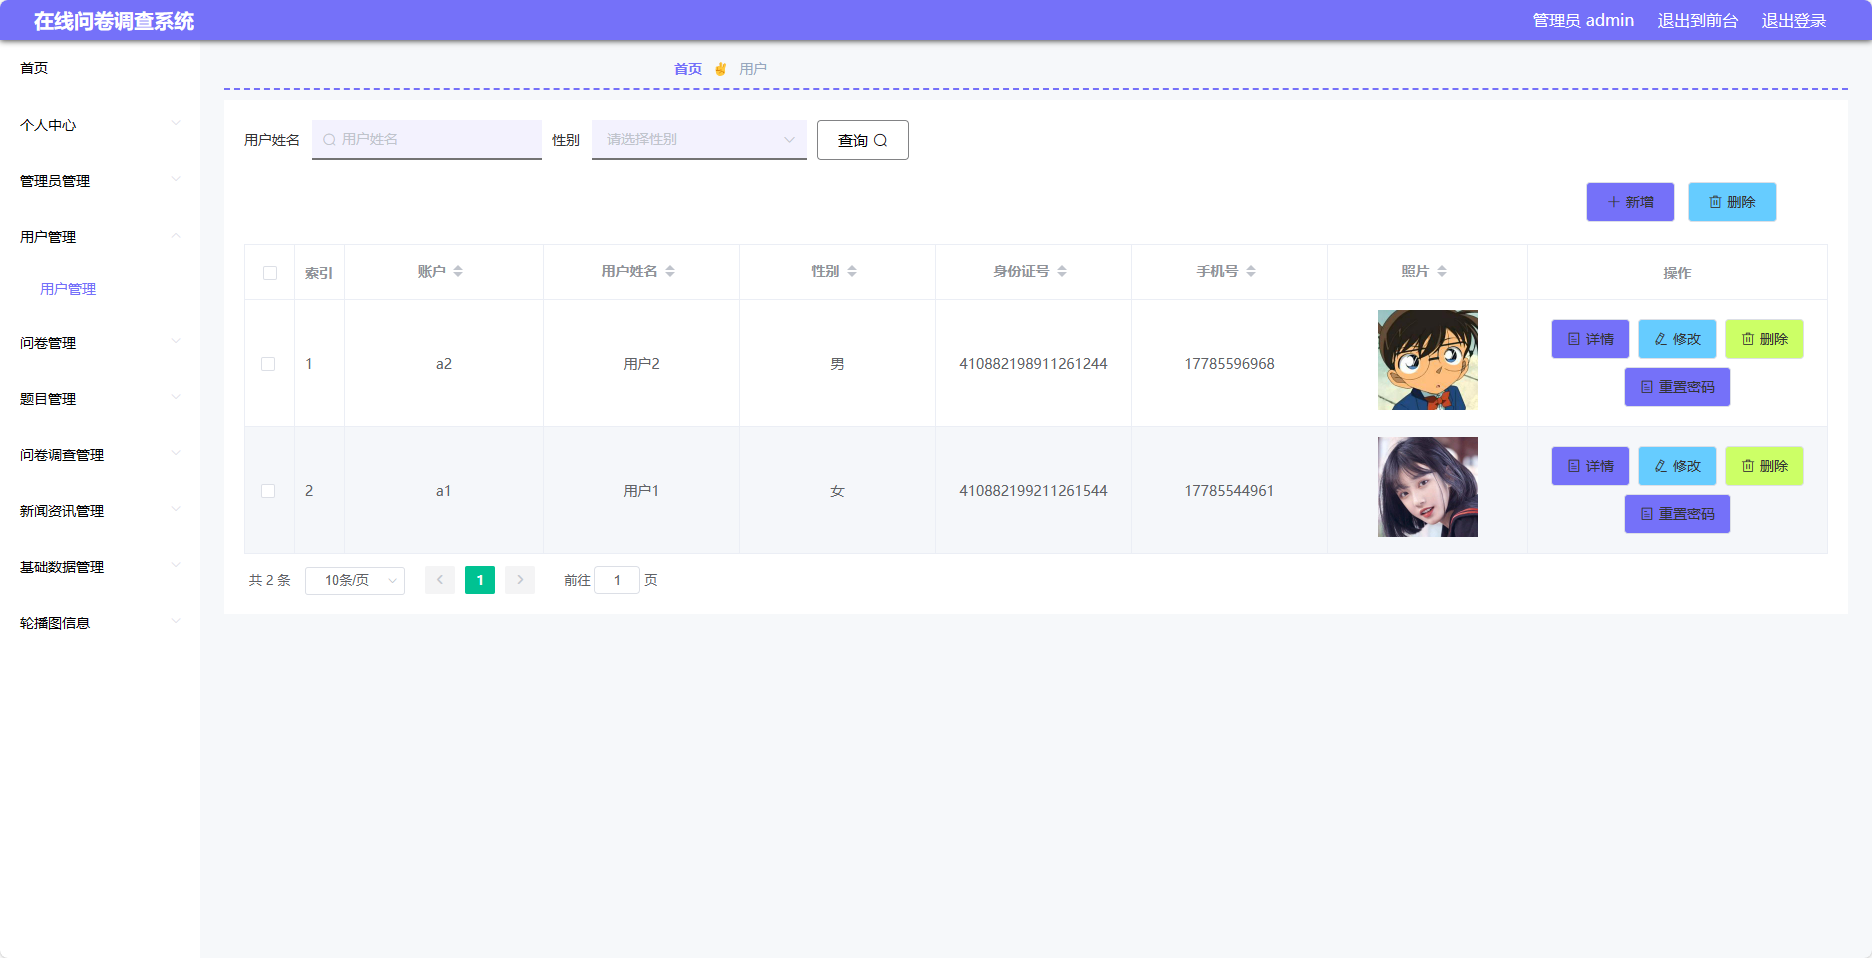 在线问卷调查系统
管理员 admin 退出到前台 退出登录
首页
个人中心
管理员管理
用户管理
用户管理
问卷管理
题目管理
问卷调查管理
新闻资讯管理
基础数据管理
轮播图信息
首页 用户
用户姓名 用户姓名 性别 请选择性别 查询
新增 删除
索引 账户 用户姓名 性别 身份证号 手机号 照片 操作
1 a2 用户2 男 410882198911261244 17785596968 详情 修改 删除
重置密码
2 a1 用户1 女 410882199211261544 17785544961 详情 修改 删除
重置密码
共 2 条 10条/页 1 前往 1 页